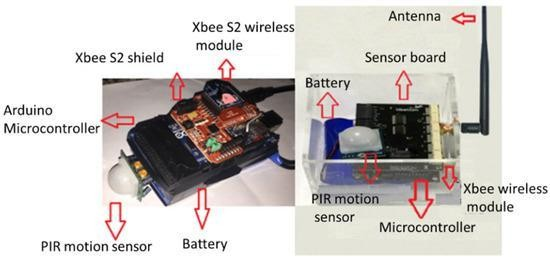 Xbee S2 wireless
module
Xbee S2 shield
Arduino
Microcontroller
PIR motion sensor
Battery
Antenna
Sensor board
Battery
PIR motion
sensor
Microcontroller
Xbee wireless
module